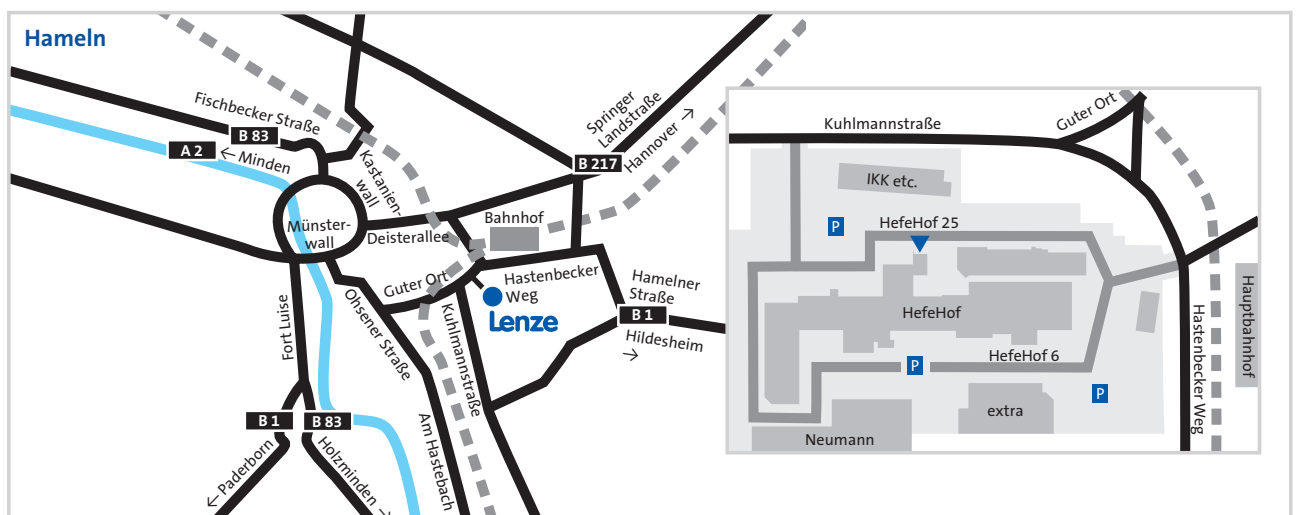 Hameln
Fischbecker Straße
B 83
A 2
← Minden
Kastanien-
wall
Münster-
wall
Deisterallee
Springer
Landstraße
Hannover →
B 217
Bahnhof
Guter Ort
Hastenbecker
Weg
Lenze
Hamelner
Straße
B 1
Hildesheim
→
Fort Luise
Ohsener Straße
Kuhlmannstraße
Am Hastebach
B 1
B 83
← Paderborn
Holzminden →
Kuhlmannstraße
Guter Ort
IKK etc.
P
HefeHof 25
HefeHof
HefeHof 6
P
P
extra
Neumann
Hastenbecker Weg
Hauptbahnhof